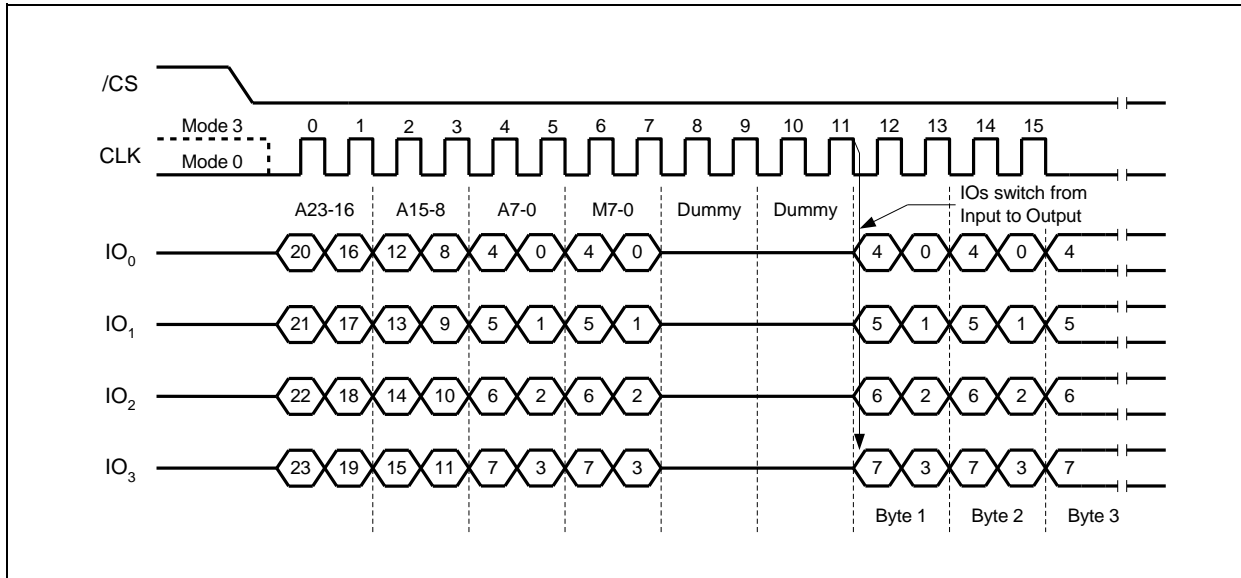 /CS
Mode 3 0 1 2 3 4 5 6 7 8 9 10 11 12 13 14 15
CLK
Mode 0
IOs switch from
A23-16 A15-8 A7-0 M7-0 Dummy Dummy
Input to Output
IO0 20 16 12 8 4 0 4 0 4 0 4 0 4
IO1 21 17 13 9 5 1 5 1 5 1 5 1 5
IO2 22 18 14 10 6 2 6 2 6 2 6 2 6
IO3 23 19 15 11 7 3 7 3 7 3 7 3 7
Byte 1 Byte 2 Byte 3